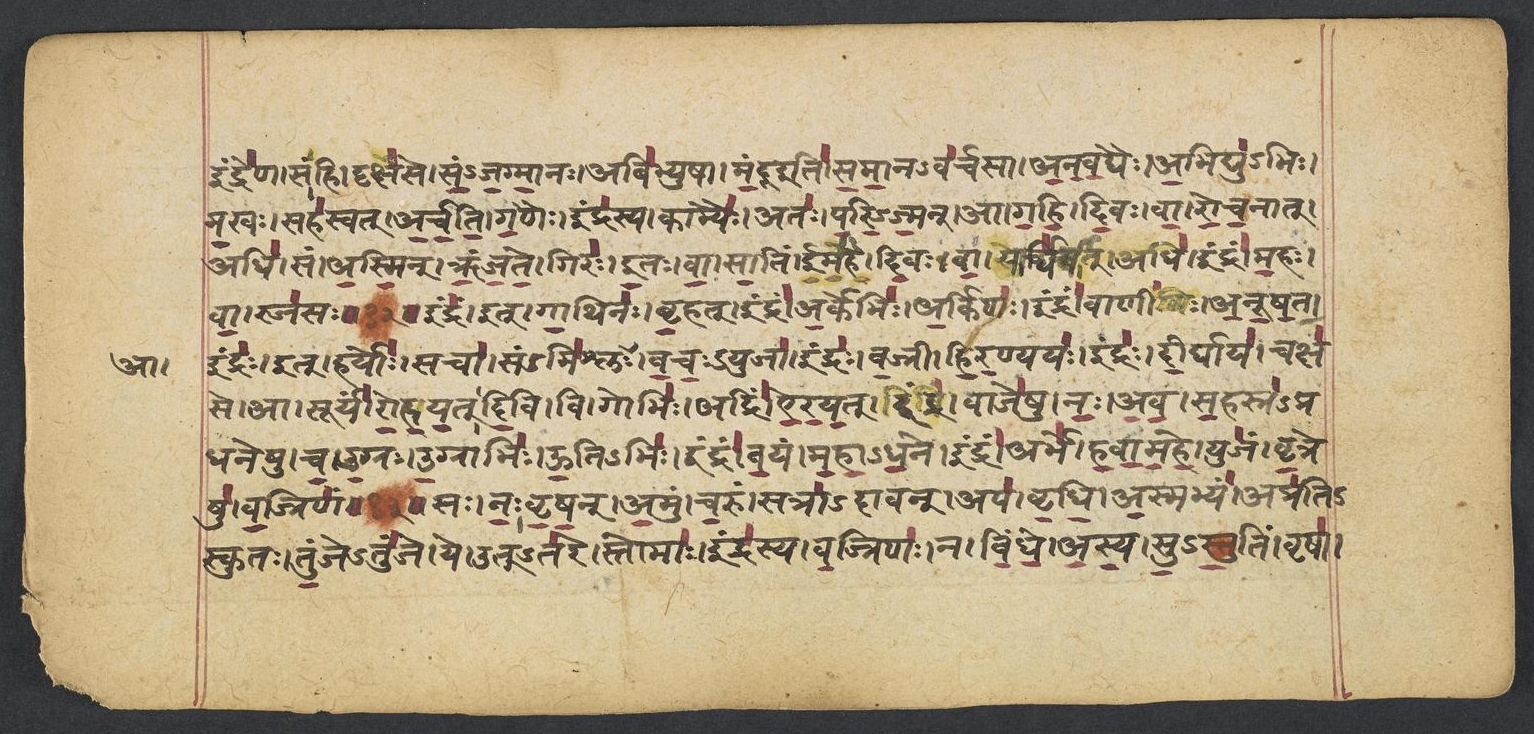 इंद्रेण।सं।हि।दृक्षसे।सं२ऽजग्मानः।अबिभ्युषा।मंदू इति।समानऽवर्चसा।अनवद्यैः।अभिद्युऽभिः।
मखः।सहस्वत्।अर्चति।गणैः।इंद्रस्य।काम्यैः।अतः।परिऽज्मन्।आ।गहि।दिवः।वा।रोचनात्।
अधि।सं।अस्मिन्।ऋंजते।गिरः।इतः।वा।सातिं।ईमहे।दिवः।वा।पार्थिवात्।अधि।इंद्रं।महः।
वा।रजसः॥१२॥इंद्रं।इत्।गाथिनः।बृहत्।इंद्रं।अर्केभिः।अर्किणः।इंद्रं।वाणीः।अनूषत।
आ।
इंद्रः।इत्।हर्योः।सचा।संऽमिश्लः।वचःऽयुजा।इंद्रः।वज्री।हिरण्ययः।इंद्रः।दीर्घाय।चक्ष
से।आ।सूर्यं।रोहयत्।दिवि।वि।गोभिः।अद्रिं।ऐरयत्।इंद्र।वाजेषु।नः।अव।सहस्रऽप्र
धनेषु।च।उग्रः।उग्राभिः।ऊतिऽभिः।इंद्रं।वयं।महाऽधने।इंद्रं।अर्भे।हवामहे।युजं।वृत्रे
षु।वज्रिणं॥१३॥सः।नः।वृषन्।अमुं।चरुं।सत्राऽदावन्।अप।वृधि।अस्मभ्यं।अप्रतिऽ
स्कुतः।तुंजेऽतुंजे।ये।उत्ऽतरे।स्तोमाः।इंद्रस्य।वज्रिणः।न।विंधे।अस्य।सुऽस्तुतिं।वृषा।